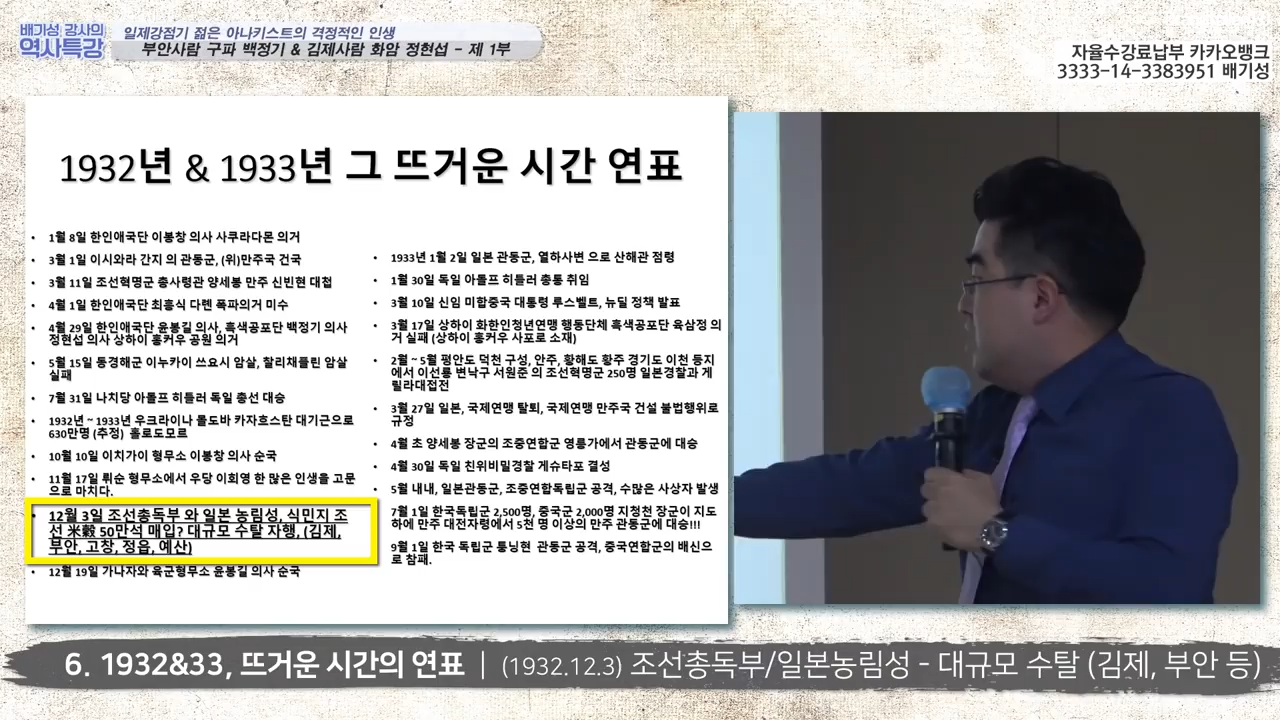 배기성 강사의
역사특강
일제강점기 젊은 아나키스트의 격정적인 인생
부안사람 구파 백정기 & 김제사람 화암 정현섭 - 제 1부
자율수강료납부 카카오뱅크
3333-14-3383951 배기성
1932년 & 1933년 그 뜨거운 시간 연표
• 1월 8일 한인애국단 이봉창 의사 사쿠라다몬 의거
• 3월 1일 이시와라 간지 의 관동군, (위)만주국 건국
• 3월 11일 조선혁명군 총사령관 양세봉 만주 신빈현 대첩
• 4월 1일 한인애국단 최흥식 다롄 폭파의거 미수
• 4월 29일 한인애국단 윤봉길 의사, 흑색공포단 백정기 의사
정현섭 의사 상하이 홍커우 공원 의거
• 5월 15일 동경해군 이누카이 쓰요시 암살, 찰리채플린 암살
실패
• 7월 31일 나치당 아돌프 히틀러 독일 총선 대승
• 1932년 ~ 1933년 우크라이나 몰도바 카자흐스탄 대기근으로
630만명 (추정) 홀로도모르
• 10월 10일 이치가이 형무소 이봉창 의사 순국
• 11월 17일 뤼순 형무소에서 우당 이회영 한 많은 인생을 고문
으로 마치다.
• 12월 3일 조선총독부 와 일본 농림성, 식민지 조
선 米穀 50만석 매입? 대규모 수탈 자행, (김제,
부안, 고창, 정읍, 예산)
• 12월 19일 가나자와 육군형무소 윤봉길 의사 순국
• 1933년 1월 2일 일본 관동군, 열하사변 으로 산해관 점령
• 1월 30일 독일 아돌프 히틀러 총통 취임
• 3월 10일 신임 미합중국 대통령 루스벨트, 뉴딜 정책 발표
• 3월 17일 상하이 화한인청년연맹 행동단체 흑색공포단 육삼정 의
거 실패 (상하이 홍커우 사포로 소재)
• 2월 ~ 5월 평안도 덕천 구성, 안주, 황해도 황주 경기도 이천 등지
에서 이선룡 변낙구 서원준 의 조선혁명군 250명 일본경찰과 게
릴라대접전
• 3월 27일 일본, 국제연맹 탈퇴, 국제연맹 만주국 건설 불법행위로
규정
• 4월 초 양세봉 장군의 조중연합군 영릉가에서 관동군에 대승
• 4월 30일 독일 친위비밀경찰 게슈타포 결성
• 5월 내내, 일본관동군, 조중연합독립군 공격, 수많은 사상자 발생
• 7월 1일 한국독립군 2,500명, 중국군 2,000명 지청천 장군이 지도
하에 만주 대전자령에서 5천 명 이상의 만주 관동군에 대승!!!
• 9월 1일 한국 독립군 퉁닝현 관동군 공격, 중국연합군의 배신으
로 참패.
6. 1932&33, 뜨거운 시간의 연표 | (1932.12.3) 조선총독부/일본농림성 - 대규모 수탈 (김제, 부안 등)